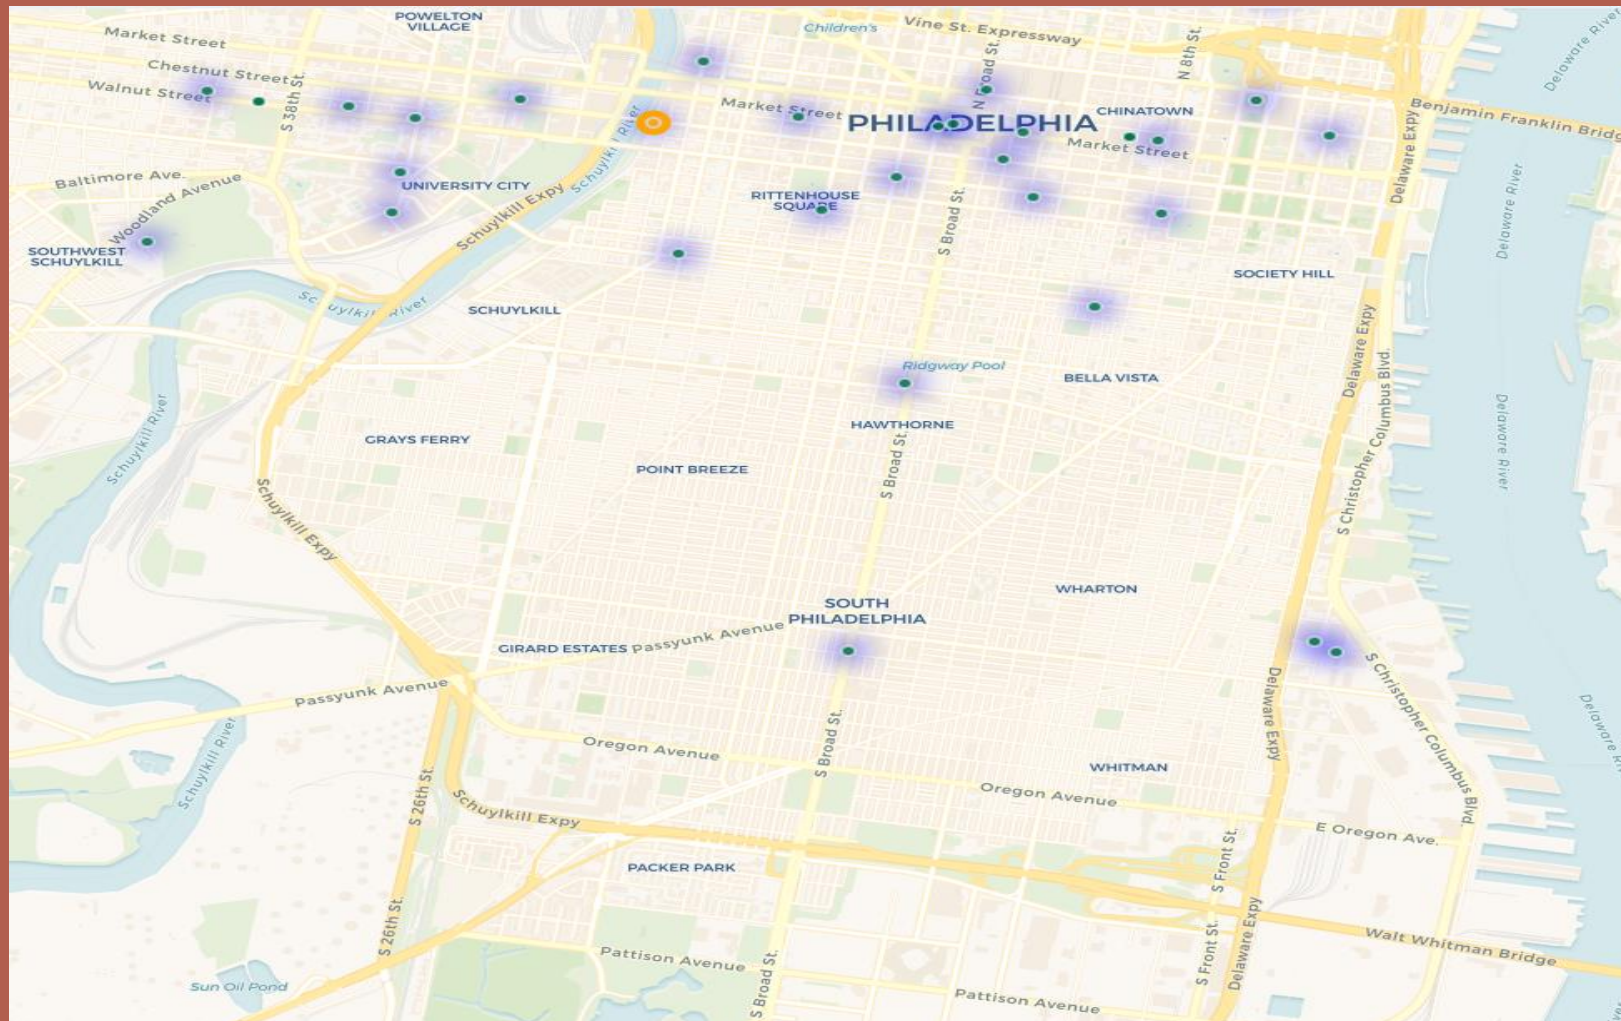 POWELTON
VILLAGE
Children's
Vine St. Expressway
Delaware River
Market Street
N Broad St.
N 8th St.
Chestnut Street
Walnut Street
S 38th St.
Market Street
PHILADELPHIA
CHINATOWN
Market Street
Benjamin Franklin Bridg
Delaware Expy
Schuylkill River
Baltimore Ave.
Woodland Avenue
UNIVERSITY CITY
RITTENHOUSE
SQUARE
Schuylkill Expy
S Broad St.
Delaware River
SOUTHWEST
SCHUYLKILL
SOCIETY HILL
Schuylkill River
SCHUYLKILL
Delaware Expy
Ridgway Pool
BELLA VISTA
S Christopher Columbus Blvd.
HAWTHORNE
GRAYS FERRY
Schuylkill River
POINT BREEZE
S Broad St.
Delaware River
Schuylkill Expy
WHARTON
SOUTH
PHILADELPHIA
Passyunk Avenue
GIRARD ESTATES
Passyunk Avenue
Delaware Expy
S Christopher Columbus Blvd.
Schuylkill River
Oregon Avenue
S Broad St.
WHITMAN
Oregon Avenue
S 26th St.
Schuylkill Expy
E Oregon Ave.
PACKER PARK
S Front St.
S 26th St.
Walt Whitman Bridge
Pattison Avenue
S Broad St.
S Front St.
Delaware Expy
Sun Oil Pond
Pattison Avenue